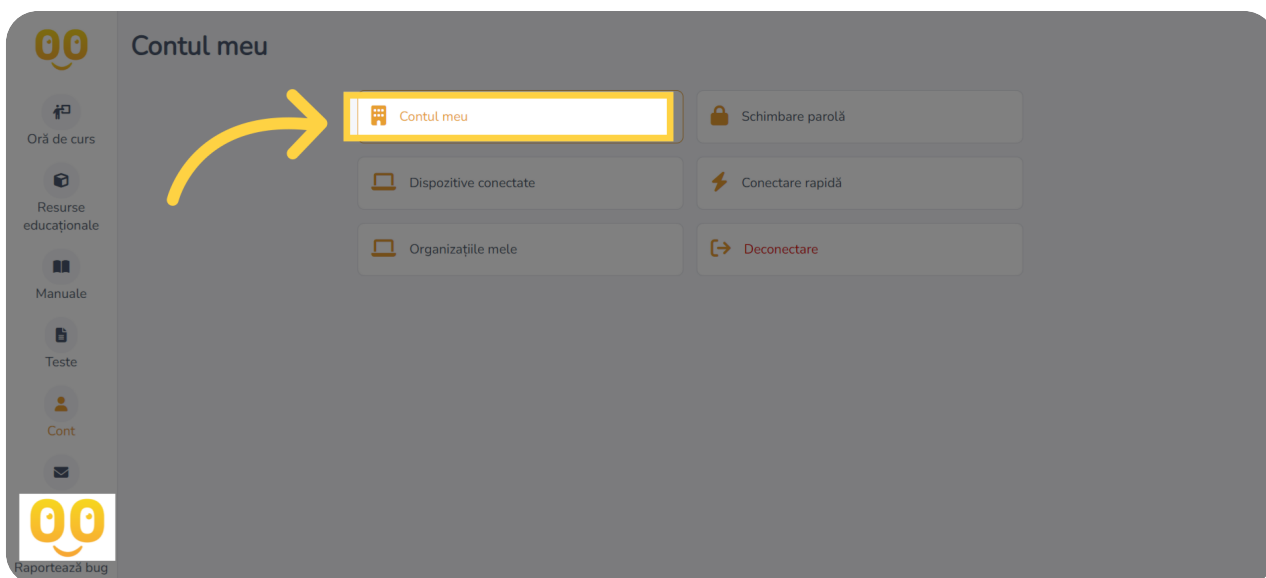 Contul meu
Oră de curs
Resurse
educaționale
Manuale
Teste
Cont
Raportează bug
Contul meu
Schimbare parolă
Dispozitive conectate
Conectare rapidă
Organizațiile mele
Deconectare